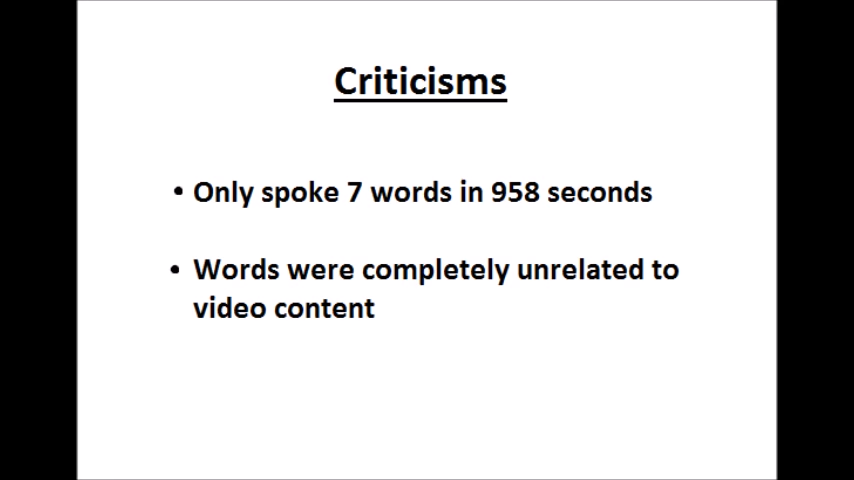 Criticisms
• Only spoke 7 words in 958 seconds
• Words were completely unrelated to
video content